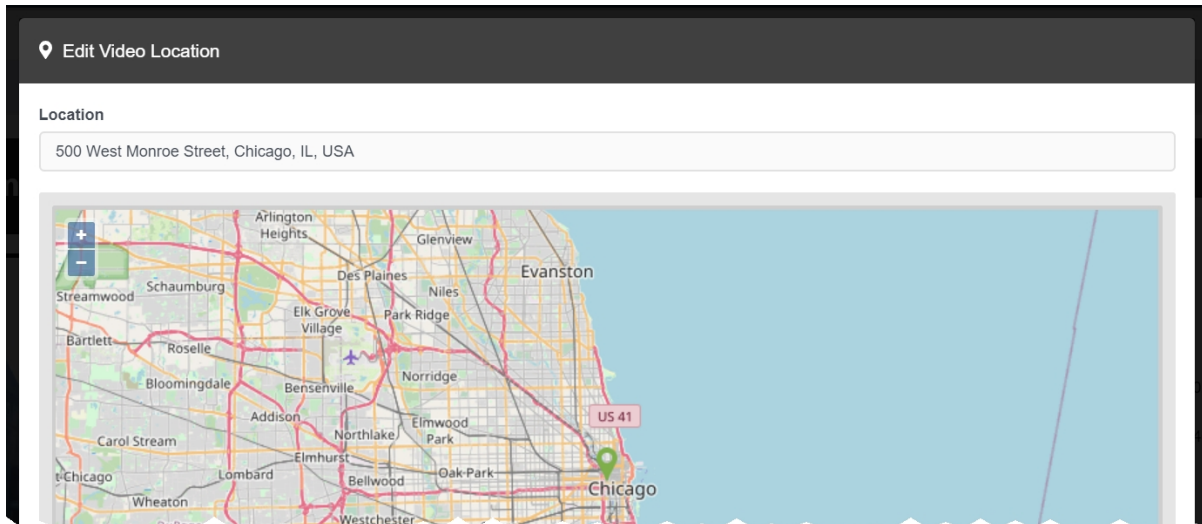 Edit Video Location
Location
500 West Monroe Street, Chicago, IL, USA
+
−
Arlington
Heights
Glenview
Evanston
Des Plaines
Schaumburg
Streamwood
Niles
Elk Grove
Village
Park Ridge
Bartlett
Roselle
Norridge
Bloomingdale
Bensenville
Addison
US 41
Elmwood
Park
Northlake
Carol Stream
Elmhurst
Oak Park
t Chicago
Lombard
Bellwood
Chicago
Wheaton
Westchester